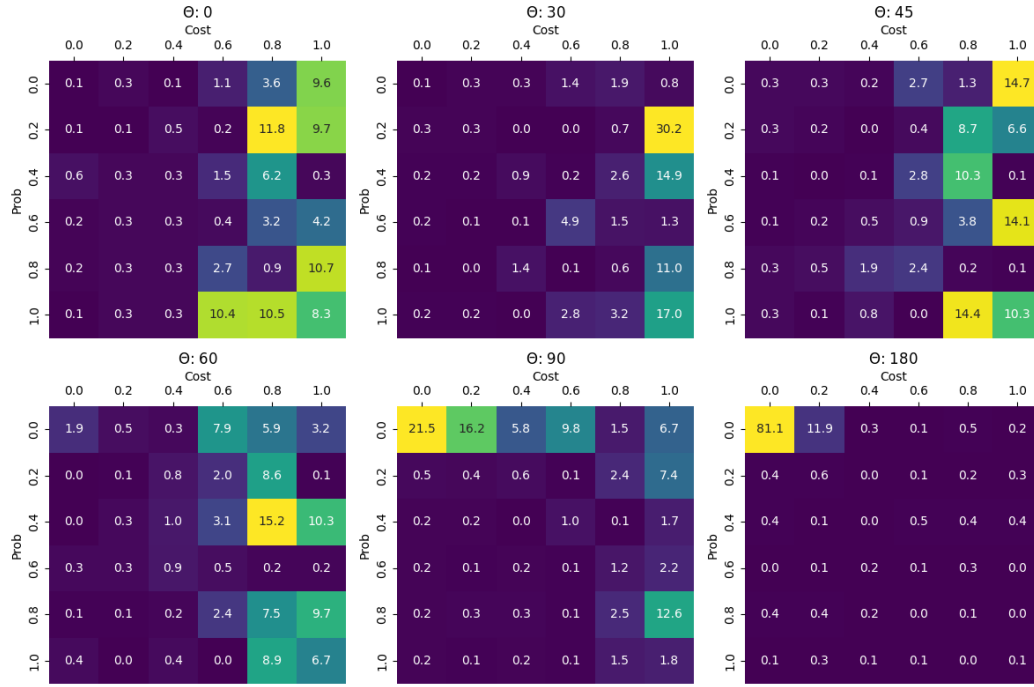 Θ: 0
Cost
0.0 0.2 0.4 0.6 0.8 1.0
Prob
0.0 0.1 0.3 0.1 1.1 3.6 9.6
0.2 0.1 0.1 0.5 0.2 11.8 9.7
0.4 0.6 0.3 0.3 1.5 6.2 0.3
0.6 0.2 0.3 0.3 0.4 3.2 4.2
0.8 0.2 0.3 0.3 2.7 0.9 10.7
1.0 0.1 0.3 0.3 10.4 10.5 8.3
Θ: 30
Cost
0.0 0.2 0.4 0.6 0.8 1.0
Prob
0.0 0.1 0.3 0.3 1.4 1.9 0.8
0.2 0.3 0.3 0.0 0.0 0.7 30.2
0.4 0.2 0.2 0.9 0.2 2.6 14.9
0.6 0.2 0.1 0.1 4.9 1.5 1.3
0.8 0.1 0.0 1.4 0.1 0.6 11.0
1.0 0.2 0.2 0.0 2.8 3.2 17.0
Θ: 45
Cost
0.0 0.2 0.4 0.6 0.8 1.0
Prob
0.0 0.3 0.3 0.2 2.7 1.3 14.7
0.2 0.3 0.2 0.0 0.4 8.7 6.6
0.4 0.1 0.0 0.1 2.8 10.3 0.1
0.6 0.1 0.2 0.5 0.9 3.8 14.1
0.8 0.3 0.5 1.9 2.4 0.2 0.1
1.0 0.3 0.1 0.8 0.0 14.4 10.3
Θ: 60
Cost
0.0 0.2 0.4 0.6 0.8 1.0
Prob
0.0 1.9 0.5 0.3 7.9 5.9 3.2
0.2 0.0 0.1 0.8 2.0 8.6 0.1
0.4 0.0 0.3 1.0 3.1 15.2 10.3
0.6 0.3 0.3 0.9 0.5 0.2 0.2
0.8 0.1 0.1 0.2 2.4 7.5 9.7
1.0 0.4 0.0 0.4 0.0 8.9 6.7
Θ: 90
Cost
0.0 0.2 0.4 0.6 0.8 1.0
Prob
0.0 21.5 16.2 5.8 9.8 1.5 6.7
0.2 0.5 0.4 0.6 0.1 2.4 7.4
0.4 0.2 0.2 0.0 1.0 0.1 1.7
0.6 0.2 0.1 0.2 0.1 1.2 2.2
0.8 0.2 0.3 0.3 0.1 2.5 12.6
1.0 0.2 0.1 0.2 0.1 1.5 1.8
Θ: 180
Cost
0.0 0.2 0.4 0.6 0.8 1.0
Prob
0.0 81.1 11.9 0.3 0.1 0.5 0.2
0.2 0.4 0.6 0.0 0.1 0.2 0.3
0.4 0.4 0.1 0.0 0.5 0.4 0.4
0.6 0.0 0.1 0.2 0.1 0.3 0.0
0.8 0.4 0.4 0.2 0.0 0.1 0.0
1.0 0.1 0.3 0.1 0.1 0.0 0.1